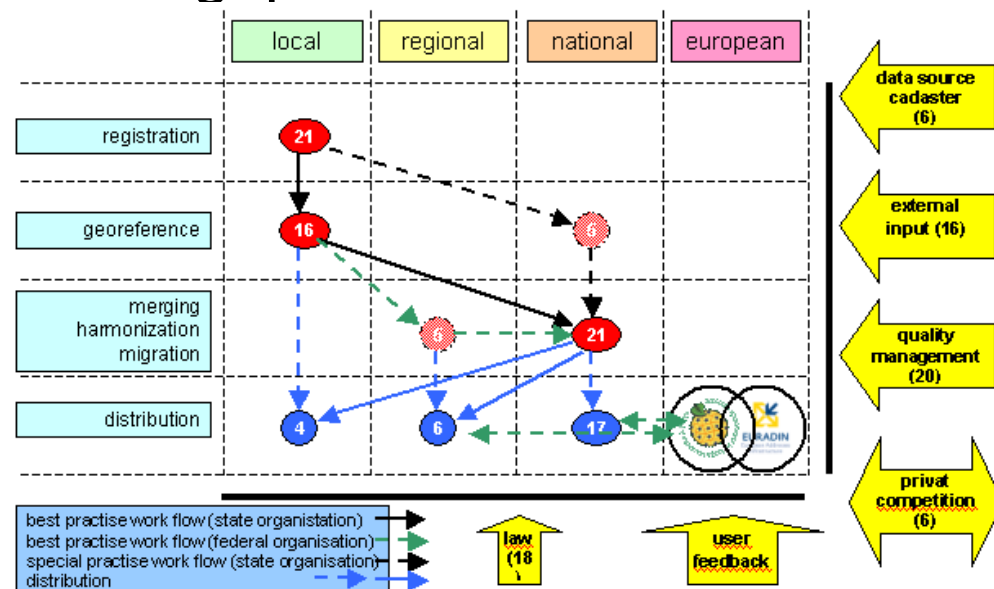 local regional national european
registration
21
georeference
16
6
merging
harmonization
migration
6
21
distribution
4
6
17
EURADIN
data source
cadaster
(6)
external
input (16)
quality
management
(20)
privat
competition
(6)
best practise work flow (state organistation)
best practise work flow (federal organisation)
special practise work flow (state organisation)
distribution
law
(18
user
feedback